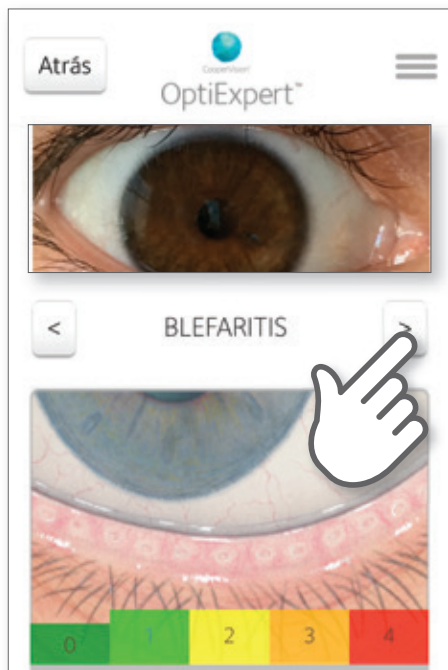 Atrás
CooperVision®
OptiExpert™
<
BLEFARITIS
>
0 1 2 3 4